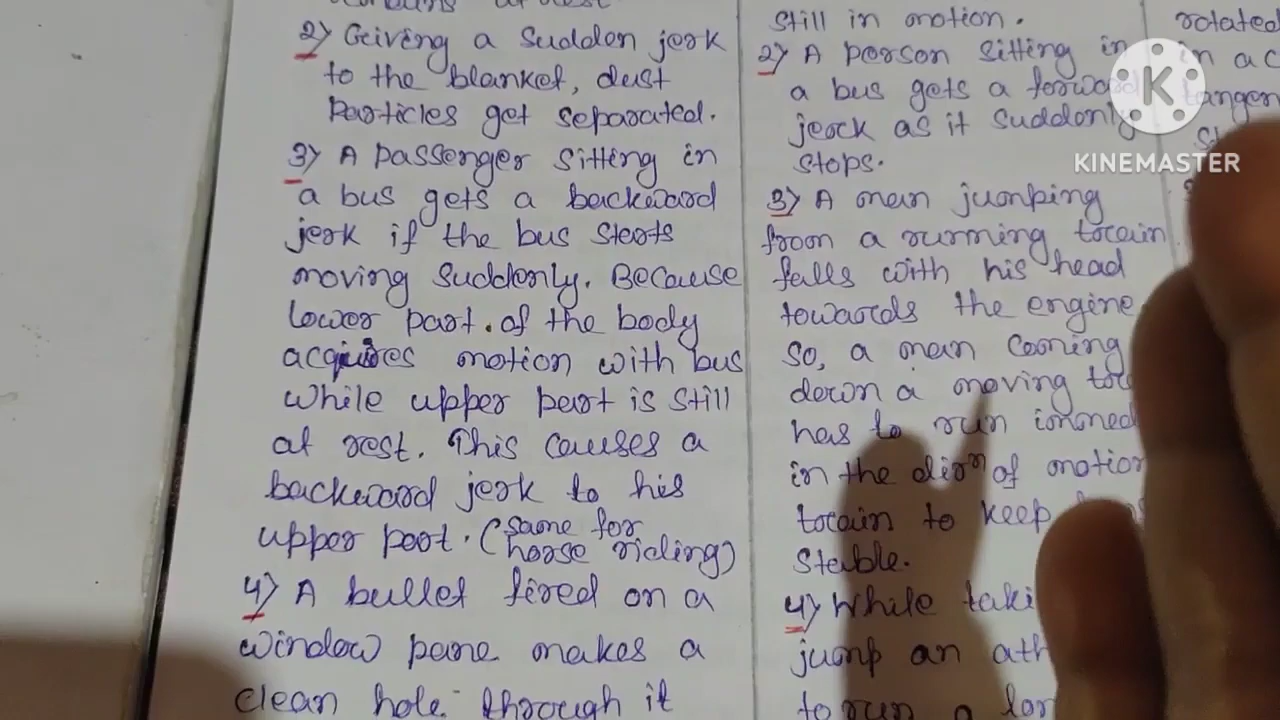 2) Giving a Sudden jerk
to the blanket, dust
Particles get separated.
3) A passenger sitting in
a bus gets a backward
jerk if the bus starts
moving suddenly. Because
lower part of the body
acquires motion with bus
while upper part is still
at rest. This causes a
backward jerk to his
upper part. (same for
horse riding)
4) A bullet fired on a
window pane makes a
clean hole through it
still in motion.
2) A person sitting in
a bus gets a forward
jerk as it suddenly
stops.
3) A man jumping
from a running train
falls with his head
towards the engine
So, a man coming
down a moving
has to run
in the dirn of motion
train to keep
stable.
4) While
jump an
to run a
rotated
in a
KINEMASTER